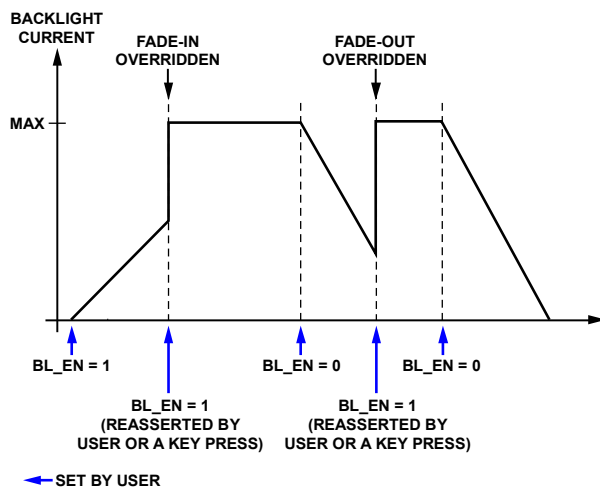 BACKLIGHT
CURRENT
FADE-IN
OVERRIDDEN
FADE-OUT
OVERRIDDEN
MAX
BL_EN = 1
BL_EN = 0
BL_EN = 0
BL_EN = 1
(REASSERTED BY
USER OR A KEY PRESS)
BL_EN = 1
(REASSERTED BY
USER OR A KEY PRESS)
SET BY USER